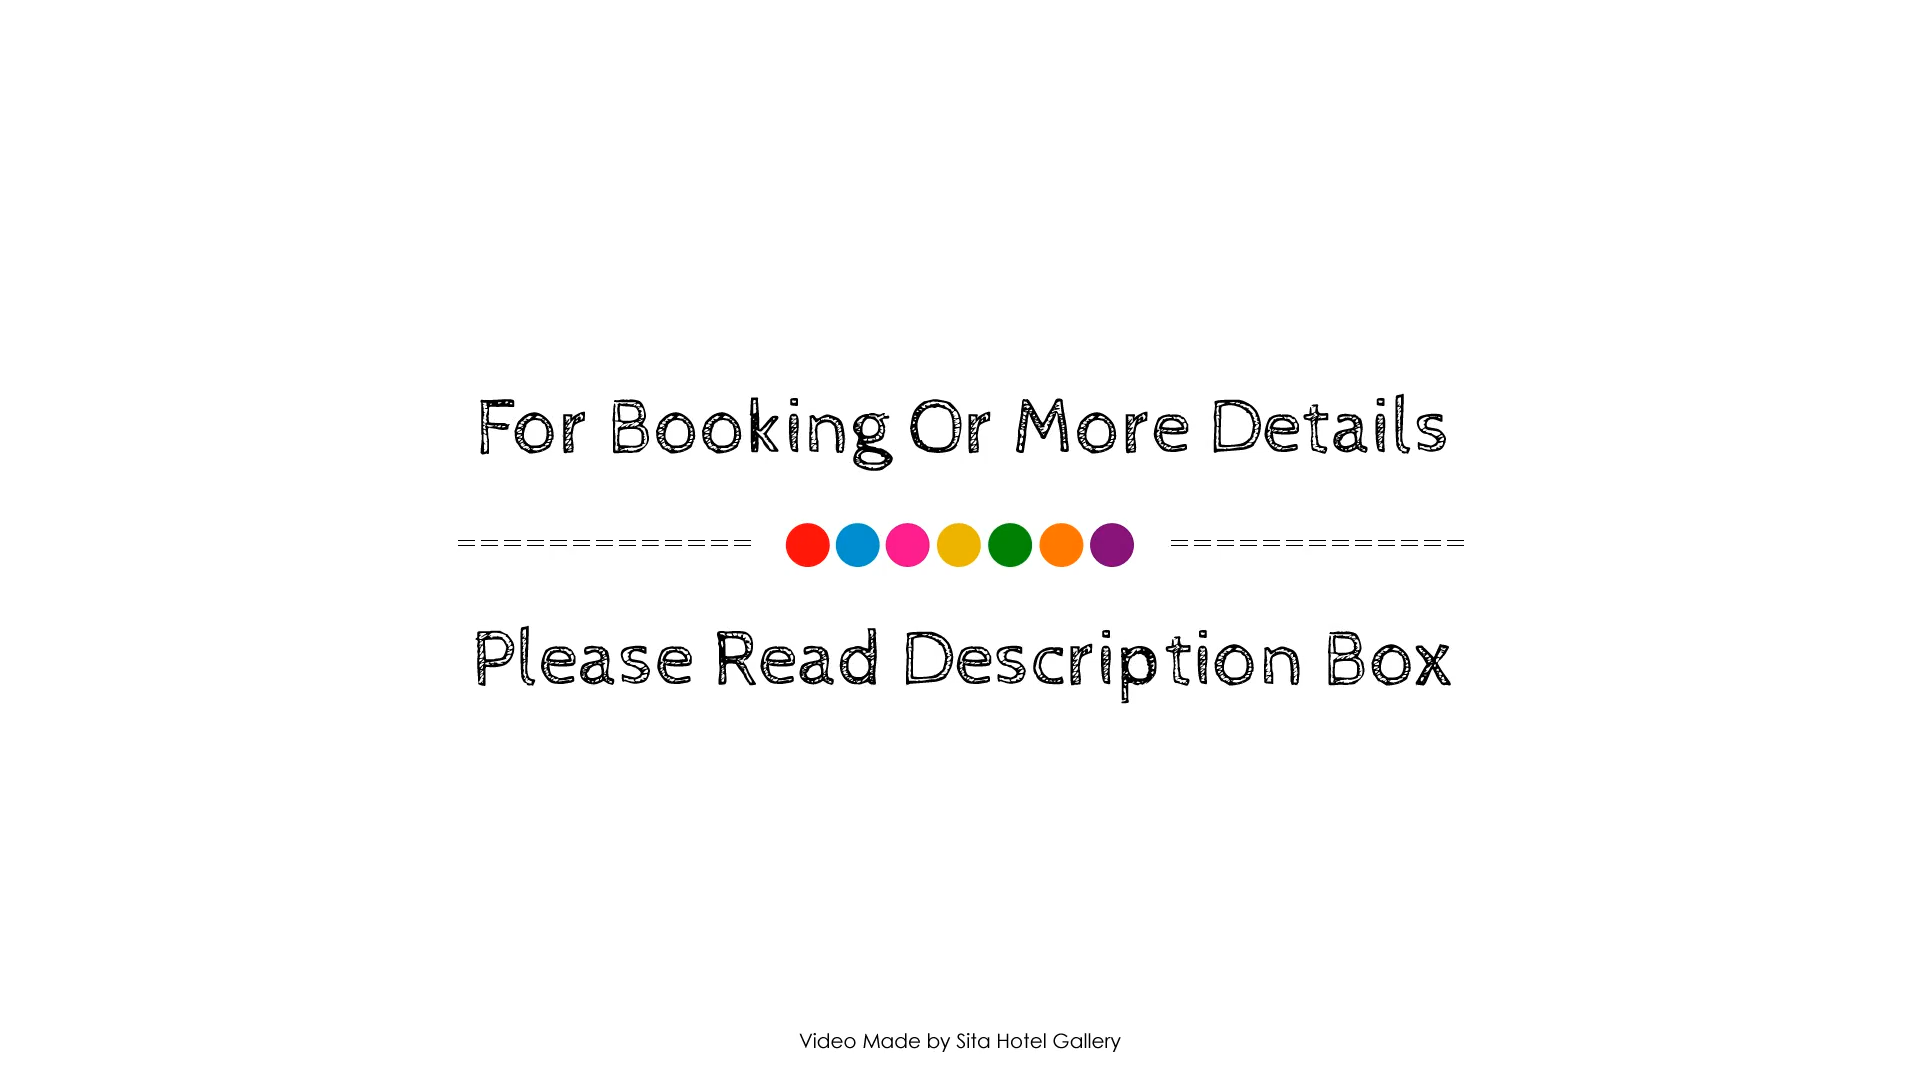 For Booking Or More Details
============= =============
Please Read Description Box
Video Made by Sita Hotel Gallery